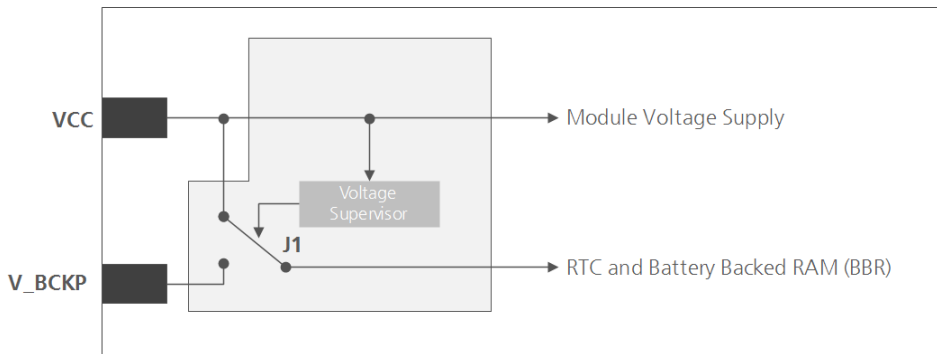 VCC
Module Voltage Supply
Voltage
Supervisor
J1
V_BCKP
RTC and Battery Backed RAM (BBR)